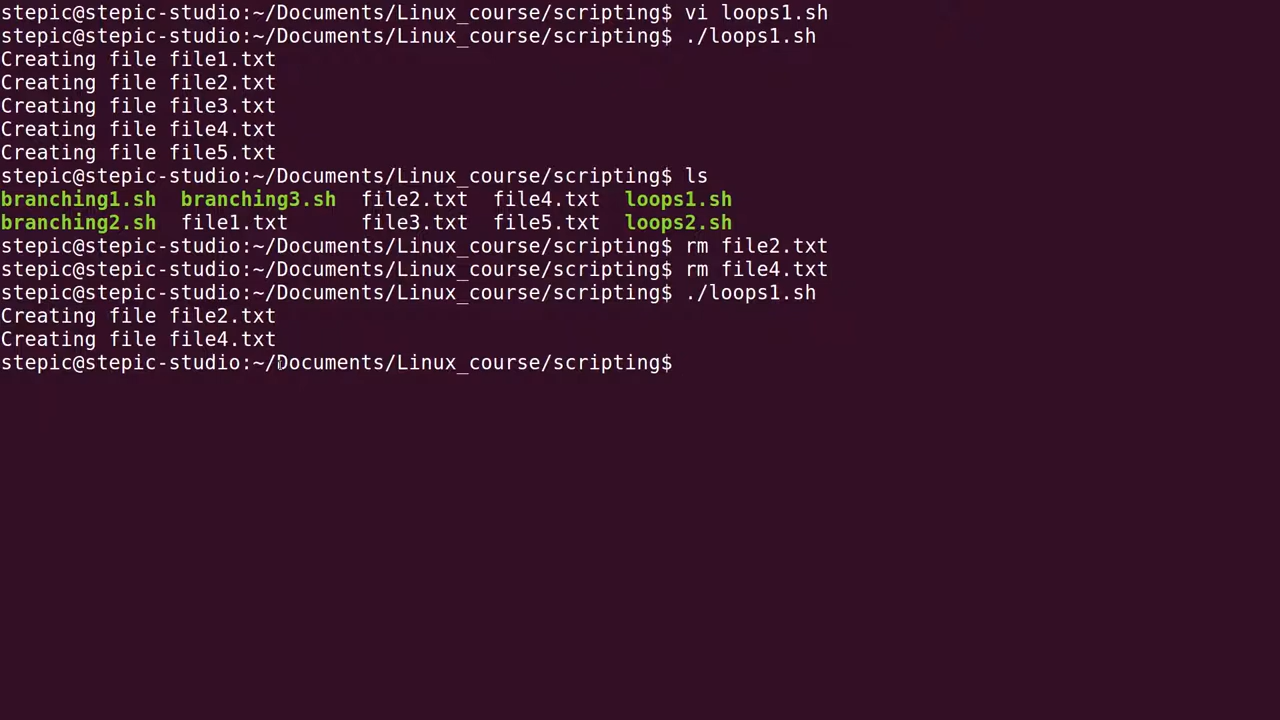 stepic@stepic-studio:~/Documents/Linux_course/scripting$ vi loops1.sh
stepic@stepic-studio:~/Documents/Linux_course/scripting$ ./loops1.sh
Creating file file1.txt
Creating file file2.txt
Creating file file3.txt
Creating file file4.txt
Creating file file5.txt
stepic@stepic-studio:~/Documents/Linux_course/scripting$ ls
branching1.sh  branching3.sh  file2.txt  file4.txt  loops1.sh
branching2.sh  file1.txt      file3.txt  file5.txt  loops2.sh
stepic@stepic-studio:~/Documents/Linux_course/scripting$ rm file2.txt
stepic@stepic-studio:~/Documents/Linux_course/scripting$ rm file4.txt
stepic@stepic-studio:~/Documents/Linux_course/scripting$ ./loops1.sh
Creating file file2.txt
Creating file file4.txt
stepic@stepic-studio:~/Documents/Linux_course/scripting$